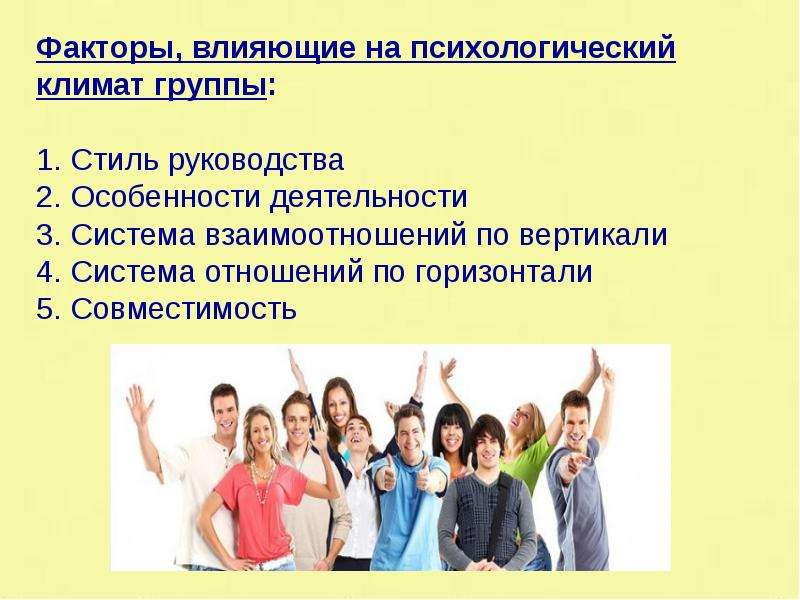 Факторы, влияющие на психологический
климат группы:
1. Стиль руководства
2. Особенности деятельности
3. Система взаимоотношений по вертикали
4. Система отношений по горизонтали
5. Совместимость